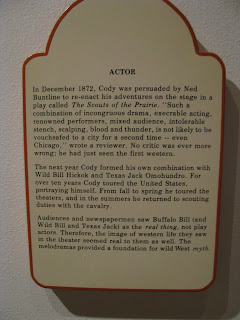 ACTOR
In December 1872, Cody was persuaded by Ned
Buntline to re-enact his adventures on the stage in a
play called The Scouts of the Prairie. "Such a
combination of incongruous drama, execrable acting,
renowned performers, mixed audience, intolerable
stench, scalping, blood and thunder, is not likely to be
vouchsafed to a city for a second time -- even
Chicago," wrote a reviewer. No critic was ever more
wrong; he had just seen the first western.
The next year Cody formed his own combination with
Wild Bill Hickok and Texas Jack Omohundro. For
over ten years Cody toured the United States,
portraying himself. From fall to spring he toured the
theaters, and in the summers he returned to scouting
duties with the cavalry.
Audiences and newspapermen saw Buffalo Bill (and
Wild Bill and Texas Jack) as the real thing, not play
actors. Therefore, the image of western life they saw
in the theater seemed real to them as well. The
melodramas provided a foundation for wild West myth.